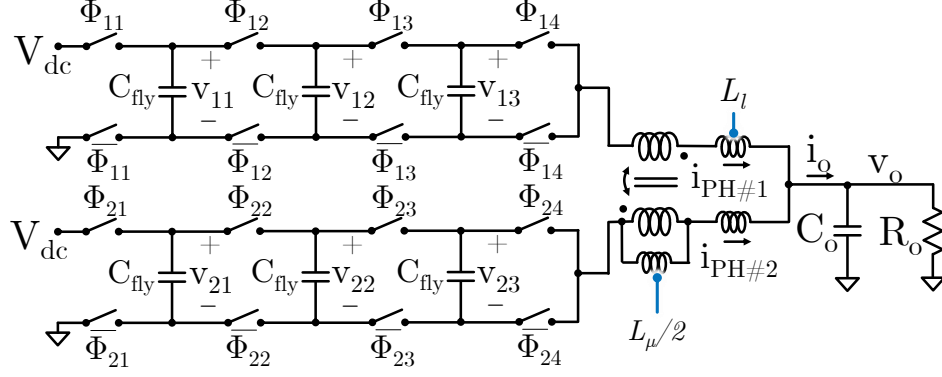 Φ11 Φ12 Φ13 Φ14
Vdc
+ + +
Cfly v11 Cfly v12 Cfly v13
− − −
Φ̅11 Φ̅12 Φ̅13 Φ̅14
Ll
iPH#1
io
vo
Φ21 Φ22 Φ23 Φ24
Vdc
+ + +
Cfly v21 Cfly v22 Cfly v23
− − −
Φ̅21 Φ̅22 Φ̅23 Φ̅24
iPH#2
Co
Ro
Lμ/2